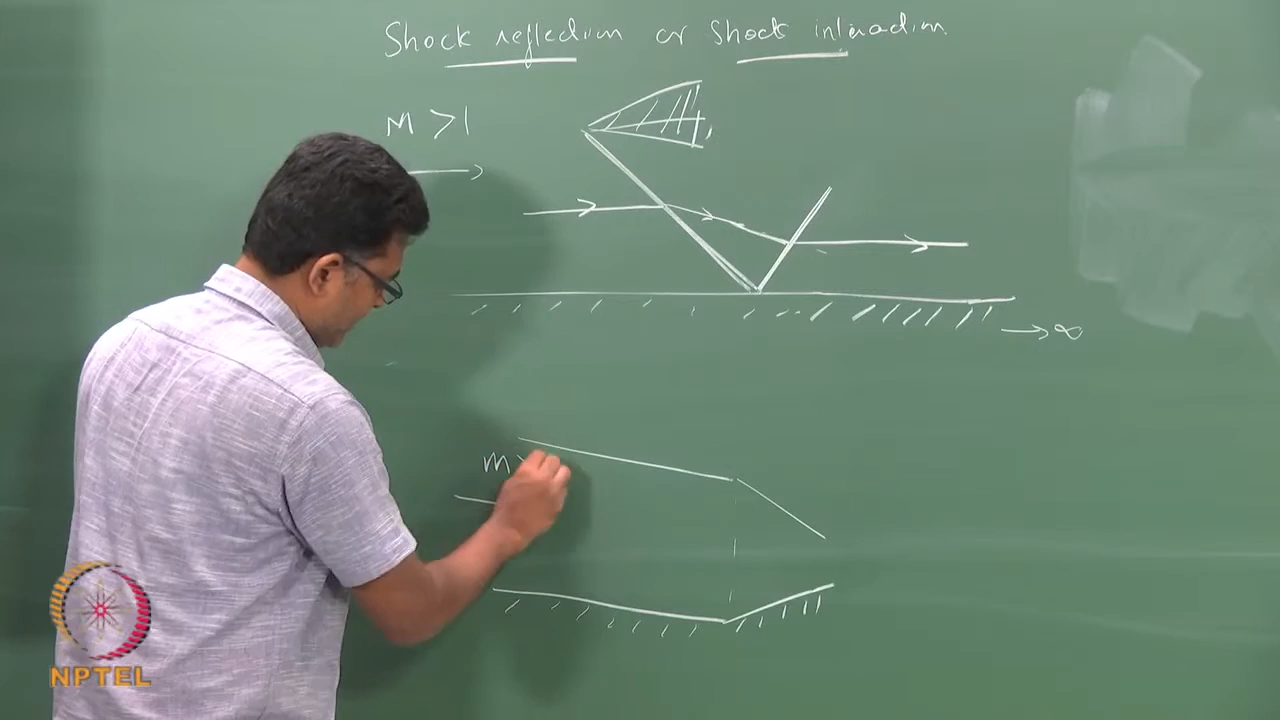 Shock reflection or Shock interaction
M >1
→∞
M >
NPTEL